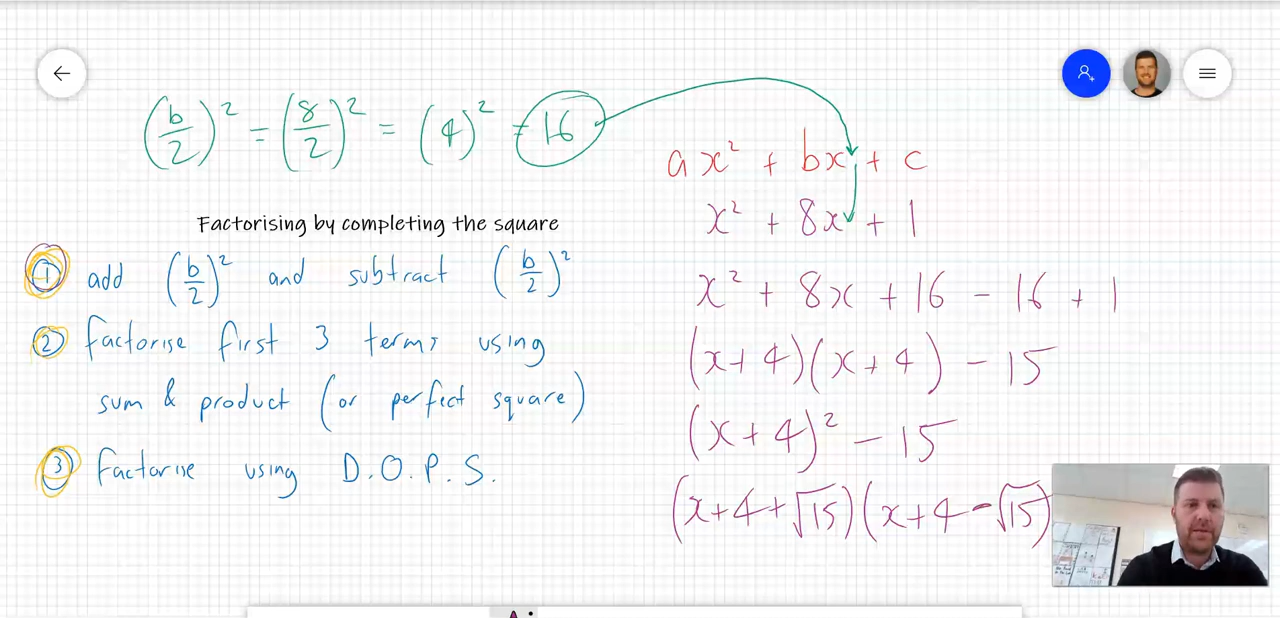 (b/2)² = (8/2)² = (4)² = 16
ax² + bx + c
x² + 8x + 1
Factorising by completing the square
① add (b/2)² and subtract (b/2)²
② factorise first 3 terms using
sum & product (or perfect square)
③ factorise using D.O.P.S.
x² + 8x + 16 - 16 + 1
(x+4)(x+4) - 15
(x+4)² - 15
(x+4+√15)(x+4-√15)